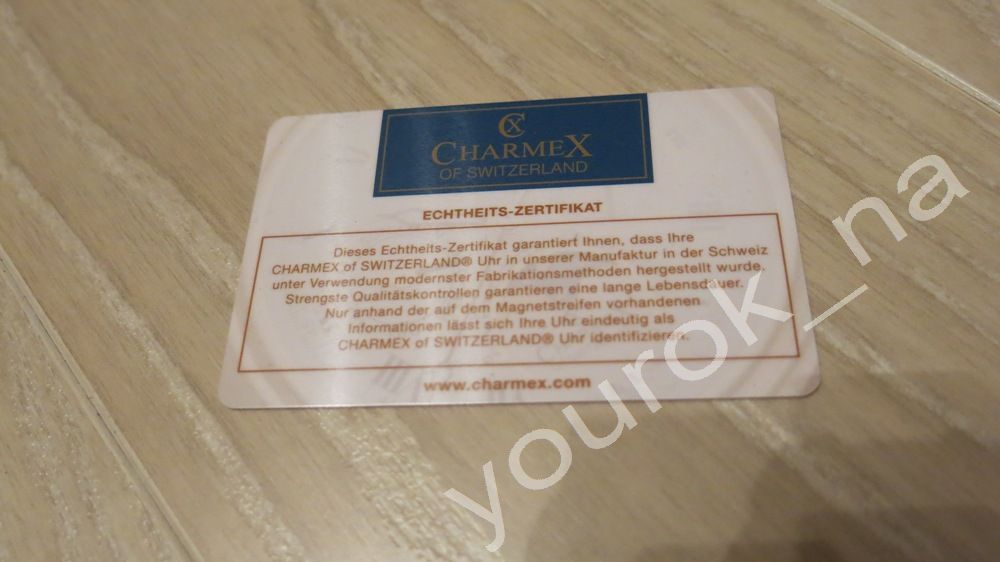 CX
CHARMEX
OF SWITZERLAND
ECHTHEITS-ZERTIFIKAT
Dieses Echtheits-Zertifikat garantiert Ihnen, dass Ihre
CHARMEX of SWITZERLAND® Uhr in unserer Manufaktur in der Schweiz
unter Verwendung modernster Fabrikationsmethoden hergestellt wurde.
Strengste Qualitätskontrollen garantieren eine lange Lebensdauer.
Nur anhand der auf dem Magnetstreifen vorhandenen
Informationen lässt sich Ihre Uhr eindeutig als
CHARMEX of SWITZERLAND® Uhr identifizieren.
www.charmex.com
yourok_na